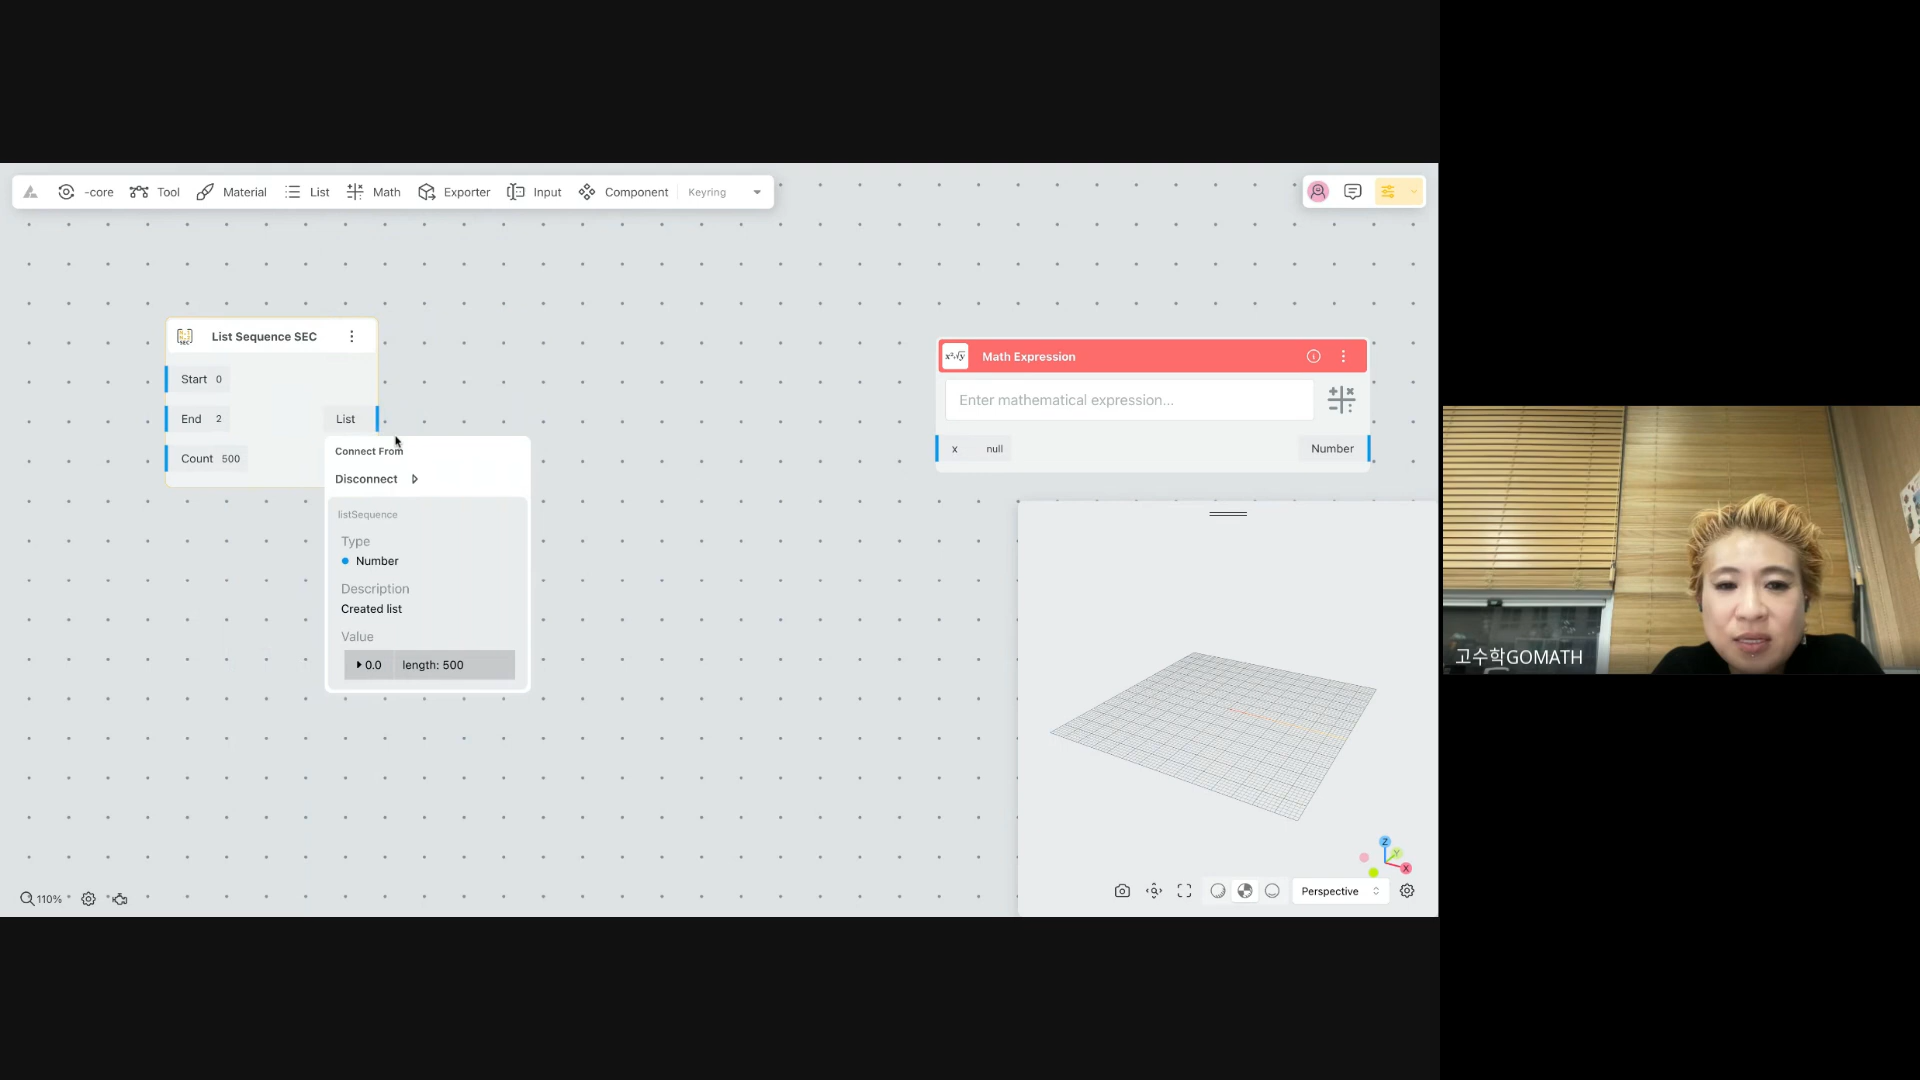 -core Tool Material List Math Exporter Input Component Keyring
List Sequence SEC
Start 0
End 2
List
Count 500
Connect From
Disconnect
listSequence
Type
Number
Description
Created list
Value
0.0 length: 500
x²√y Math Expression
Enter mathematical expression...
x null Number
Z
Y
X
110%
Perspective
고수학GOMATH